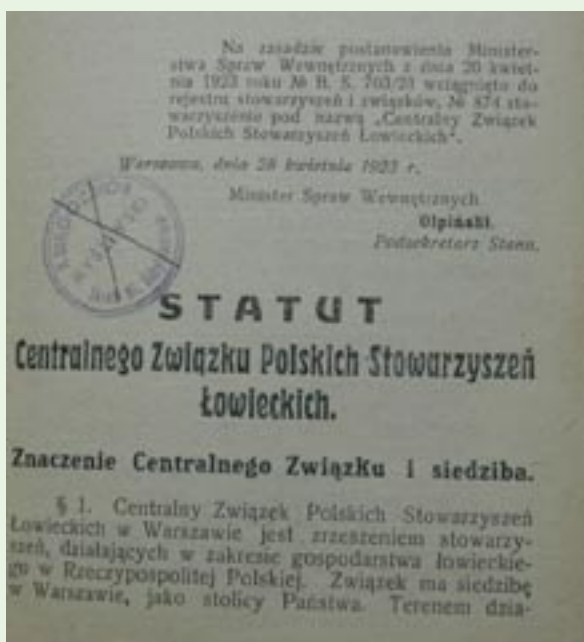 Na zasadzie postanowienia Minister-
stwa Spraw Wewnętrznych z dnia 20 kwiet-
nia 1923 roku № B. S. 703/23 wciągnięto do
rejestru stowarzyszeń i związków, № 874 sto-
warzyszenie pod nazwą „Centralny Związek
Polskich Stowarzyszeń Łowieckich".
Warszawa, dnia 28 kwietnia 1923 r.
Minister Spraw Wewnętrznych
Olpiński,
Podsekretarz Stanu.
STATUT
Centralnego Związku Polskich Stowarzyszeń
Łowieckich.
Znaczenie Centralnego Związku i siedziba.
§ 1. Centralny Związek Polskich Stowarzyszeń
Łowieckich w Warszawie jest zrzeszeniem stowarzy-
szeń, działających w zakresie gospodarstwa łowieckie-
go w Rzeczypospolitej Polskiej. Związek ma siedzibę
w Warszawie, jako stolicy Państwa. Terenem dzia-